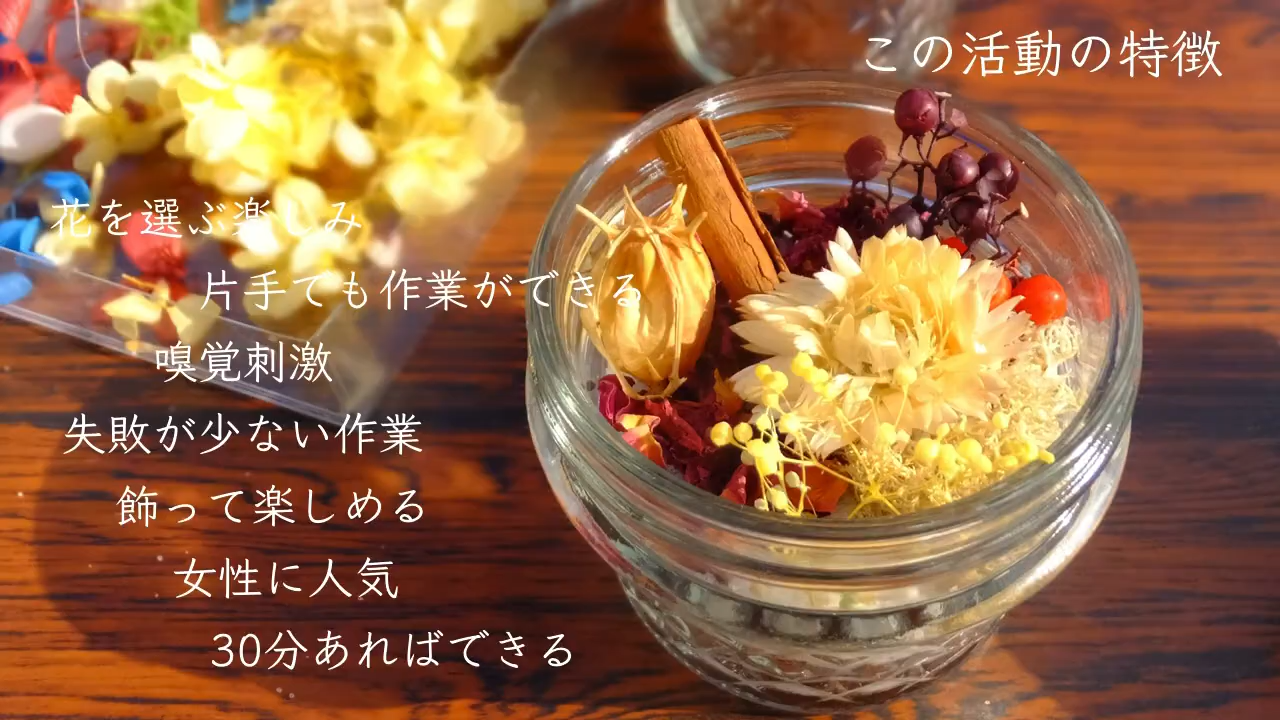 この活動の特徴
花を選ぶ楽しみ
片手でも作業ができる
嗅覚刺激
失敗が少ない作業
飾って楽しめる
女性に人気
30分あればできる